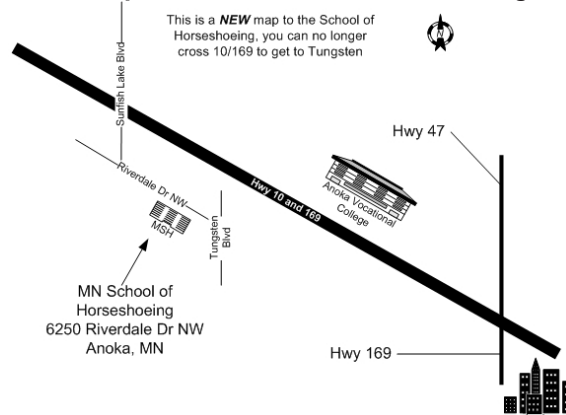 This is a NEW map to the School of
Horseshoeing, you can no longer
cross 10/169 to get to Tungsten
Sunfish Lake Blvd
Hwy 47
Riverdale Dr NW
Hwy 10 and 169
Anoka Vocational
College
MSH
Tungsten
Blvd
MN School of
Horseshoeing
6250 Riverdale Dr NW
Anoka, MN
Hwy 169